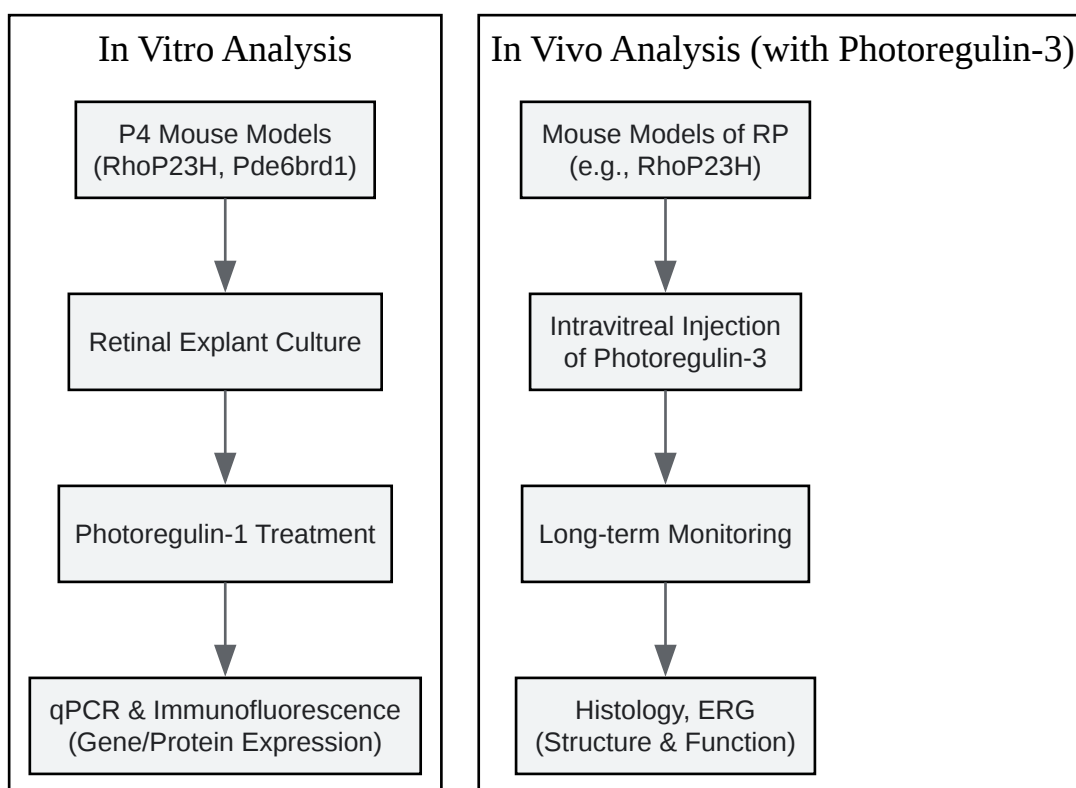 In Vitro Analysis
P4 Mouse Models
(RhoP23H, Pde6brd1)
Retinal Explant Culture
Photoregulin-1 Treatment
qPCR & Immunofluorescence
(Gene/Protein Expression)
In Vivo Analysis (with Photoregulin-3)
Mouse Models of RP
(e.g., RhoP23H)
Intravitreal Injection
of Photoregulin-3
Long-term Monitoring
Histology, ERG
(Structure & Function)